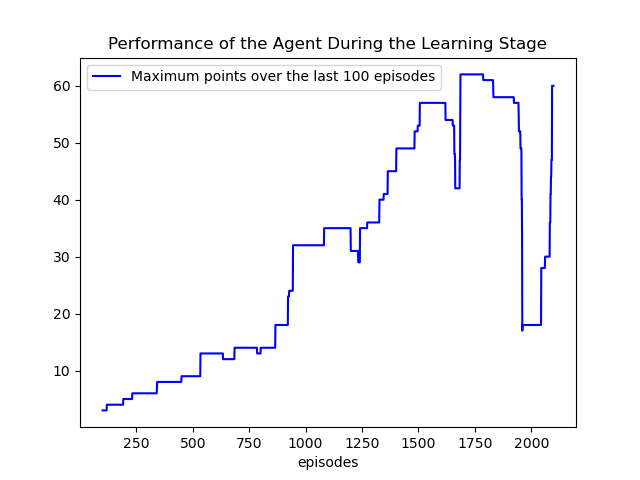 Performance of the Agent During the Learning Stage
Maximum points over the last 100 episodes
60
50
40
30
20
10
250 500 750 1000 1250 1500 1750 2000
episodes